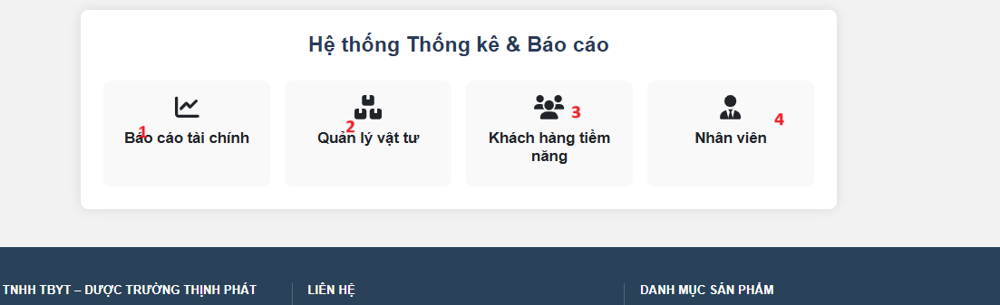 Hệ thống Thống kê & Báo cáo
1
Báo cáo tài chính
2
Quản lý vật tư
3
Khách hàng tiềm
năng
4
Nhân viên
TNHH TBYT – DƯỢC TRƯỜNG THỊNH PHÁT
LIÊN HỆ
DANH MỤC SẢN PHẨM